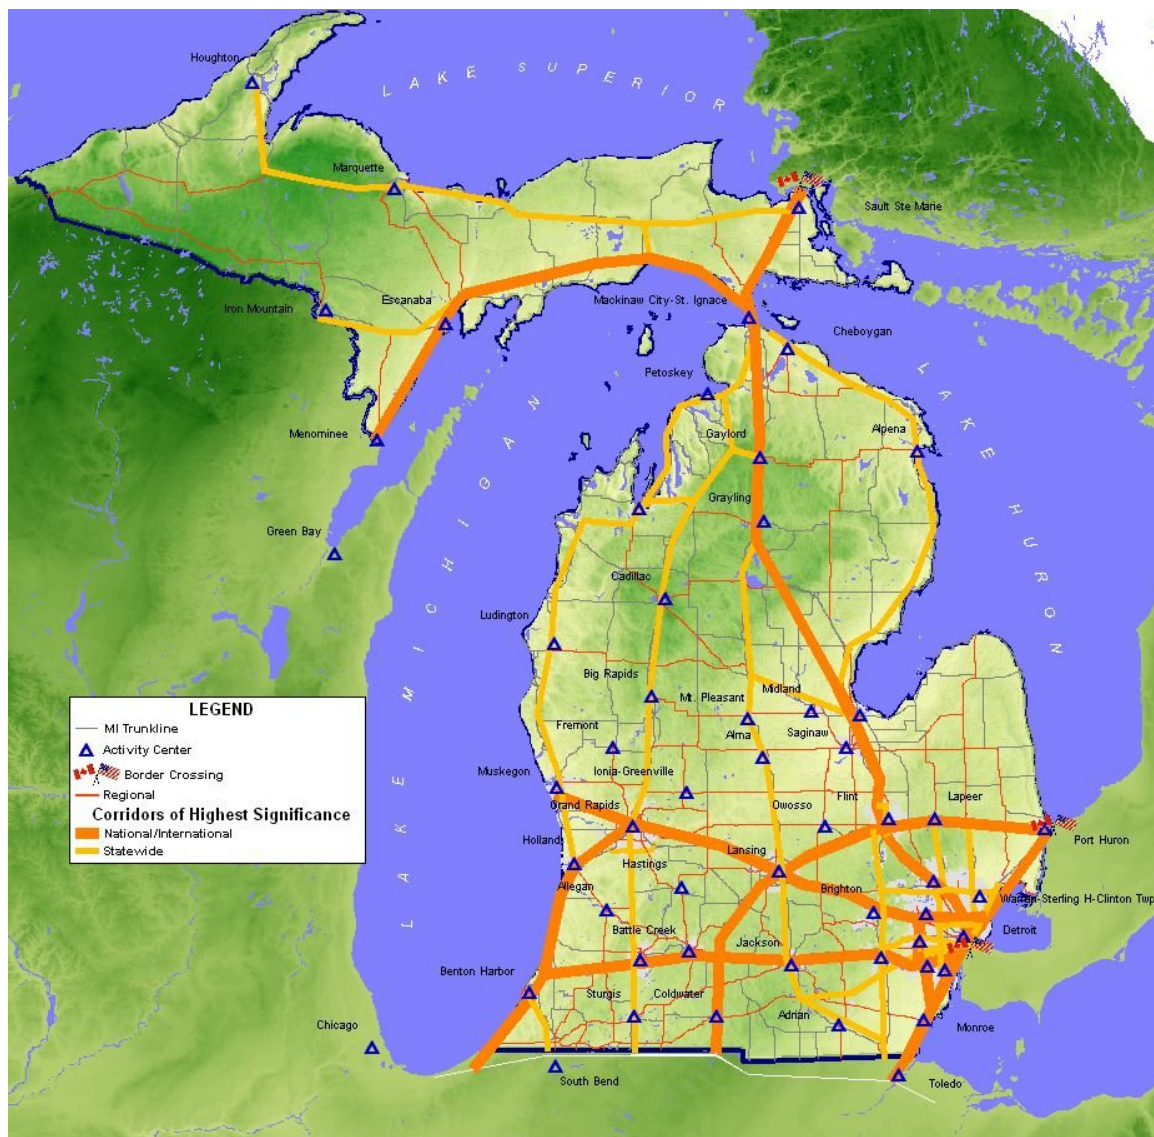 Houghton
LAKE SUPERIOR
Marquette
Sault Ste Marie
Escanaba
Mackinaw City-St. Ignace
Iron Mountain
Cheboygan
Petoskey
LAKE HURON
LAKE MICHIGAN
Menominee
Gaylord
Alpena
Grayling
Green Bay
Cadillac
Ludington
Big Rapids
Mt. Pleasant
Midland
LEGEND
MI Trunkline
Activity Center
Border Crossing
Regional
Corridors of Highest Significance
National/International
Statewide
Fremont
Alma
Saginaw
Muskegon
Ionia-Greenville
Grand Rapids
Owosso
Flint
Lapeer
Holland
Port Huron
Hastings
Lansing
Allegan
Brighton
Warren-Sterling H-Clinton Twp
Battle Creek
Jackson
Detroit
Benton Harbor
Sturgis
Coldwater
Adrian
Chicago
Monroe
South Bend
Toledo